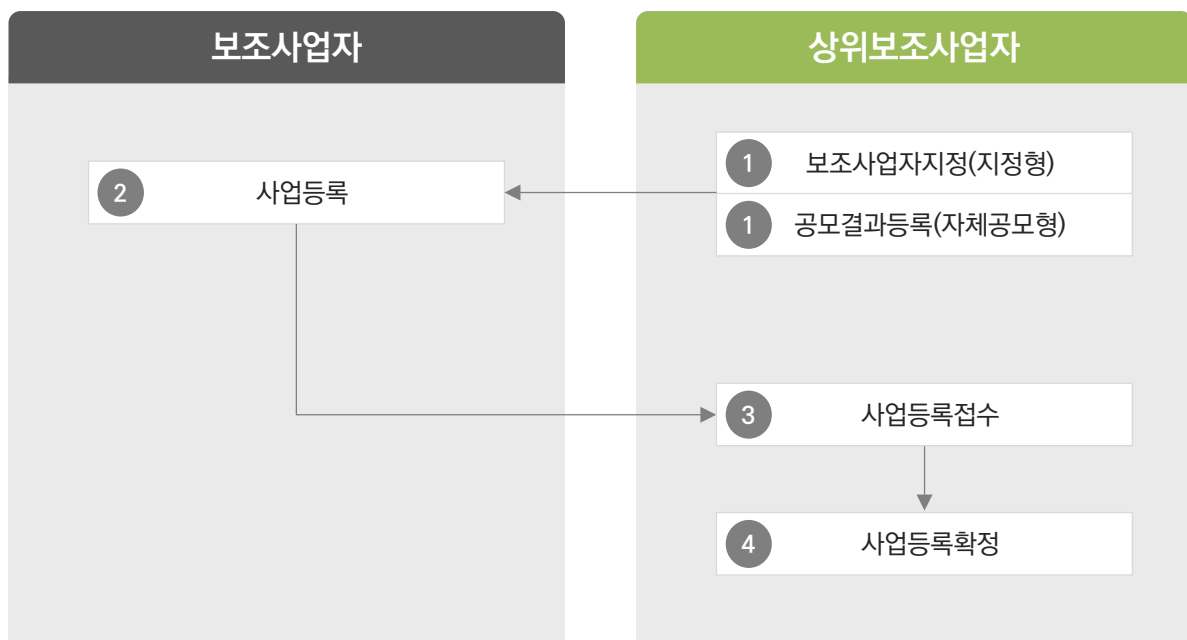 보조사업자
상위보조사업자
1 보조사업자지정(지정형)
2 사업등록
1 공모결과등록(자체공모형)
3 사업등록접수
4 사업등록확정